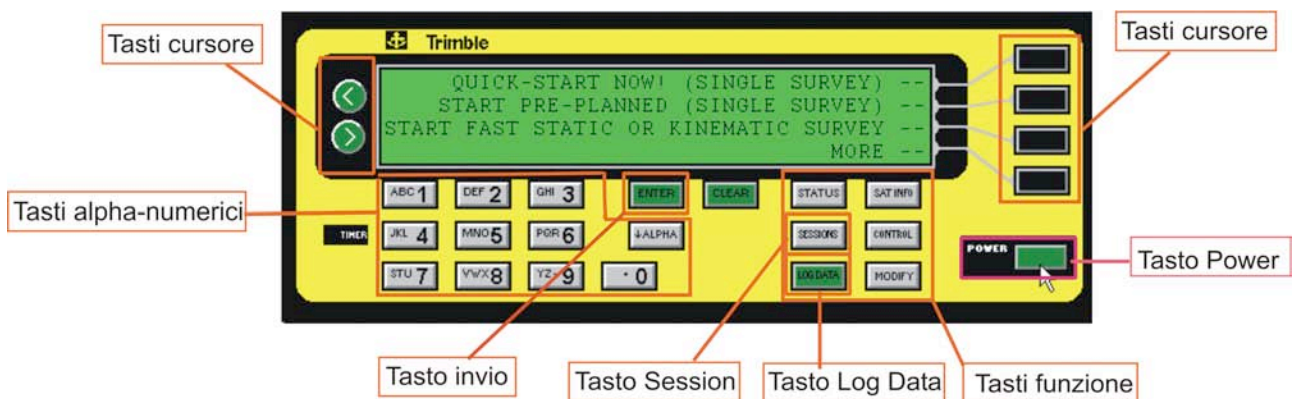 Tasti cursore
Trimble
Tasti cursore
QUICK-START NOW! (SINGLE SURVEY) --
START PRE-PLANNED (SINGLE SURVEY) --
START FAST STATIC OR KINEMATIC SURVEY --
MORE --
Tasti alpha-numerici
ABC 1 DEF 2 GHI 3 ENTER CLEAR STATUS SAT INFO
TIMER JKL 4 MNO 5 PQR 6 ↓ALPHA SESSIONS CONTROL
POWER
Tasto Power
STU 7 VWX 8 YZ- 9 · 0 LOG DATA MODIFY
Tasto invio
Tasto Session
Tasto Log Data
Tasti funzione